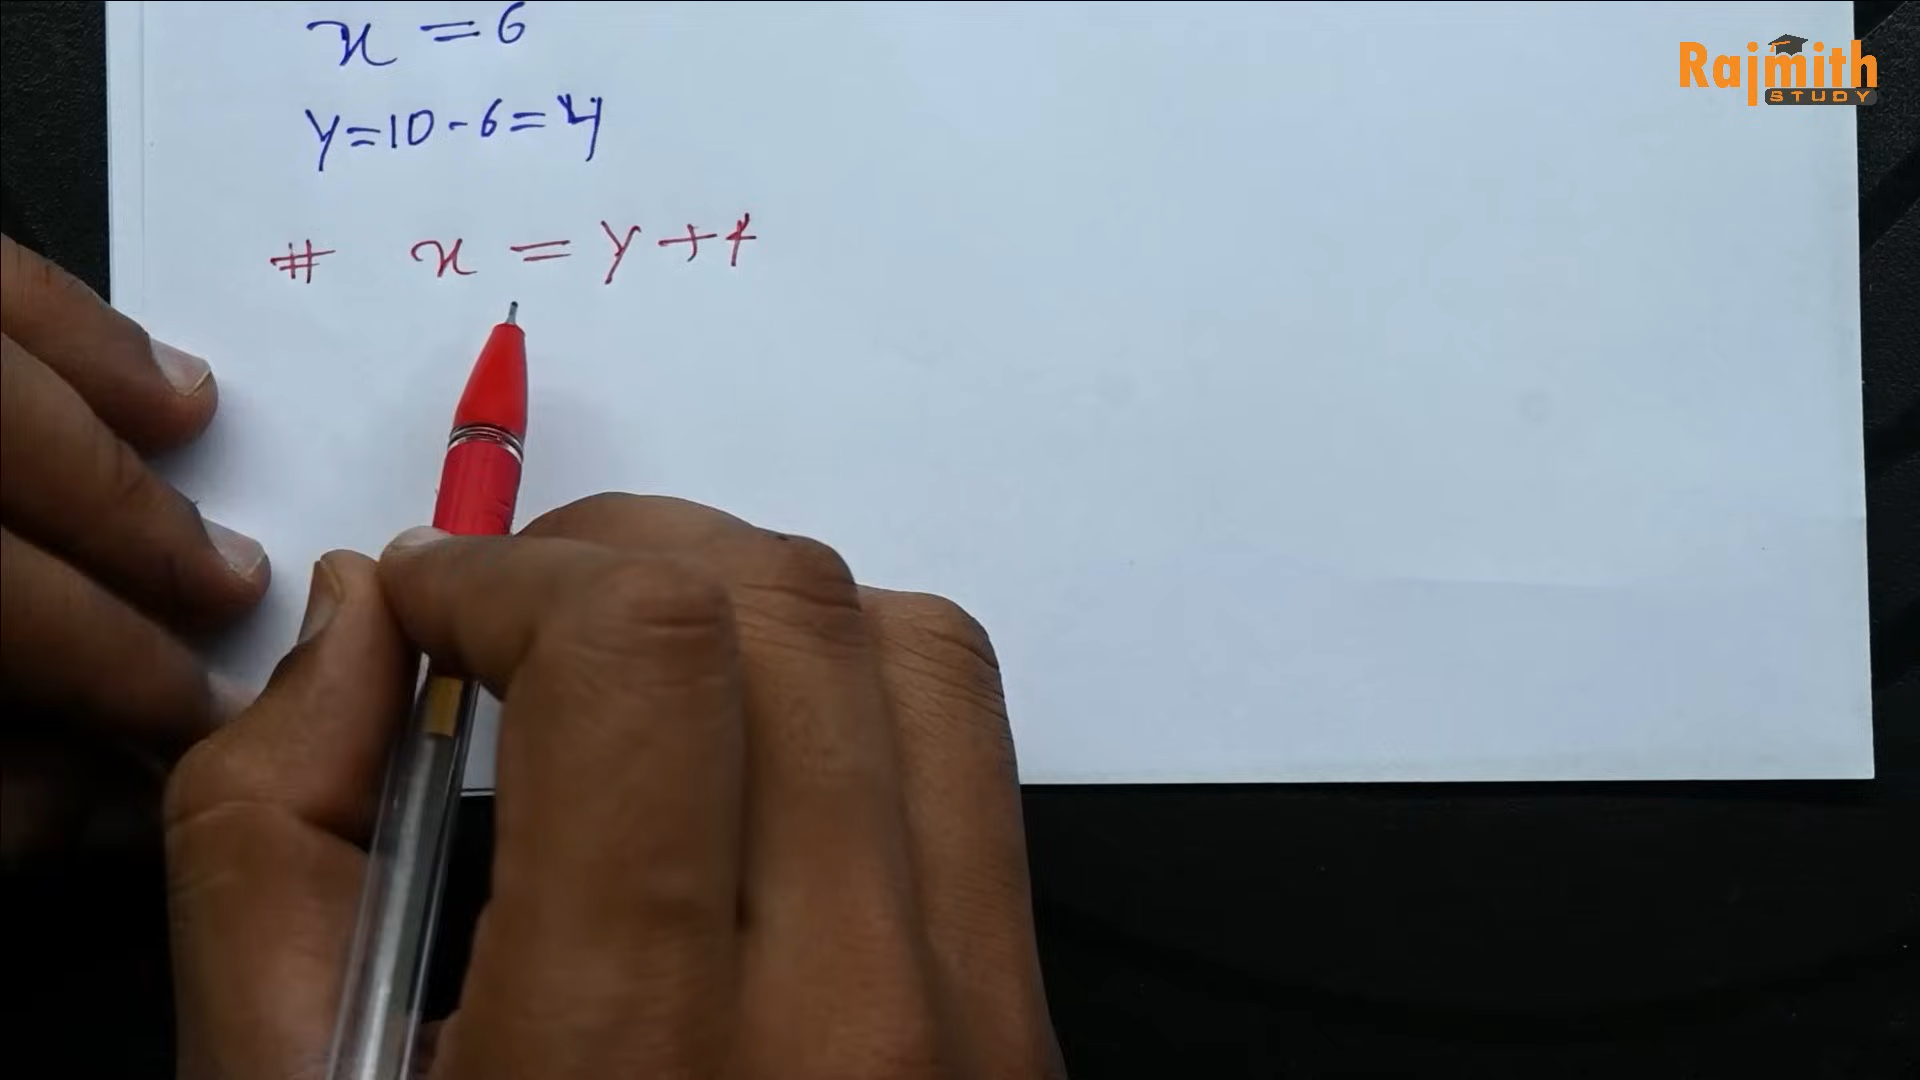 x = 6
y = 10 - 6 = 4
# x = y + 4
Rajmith
STUDY